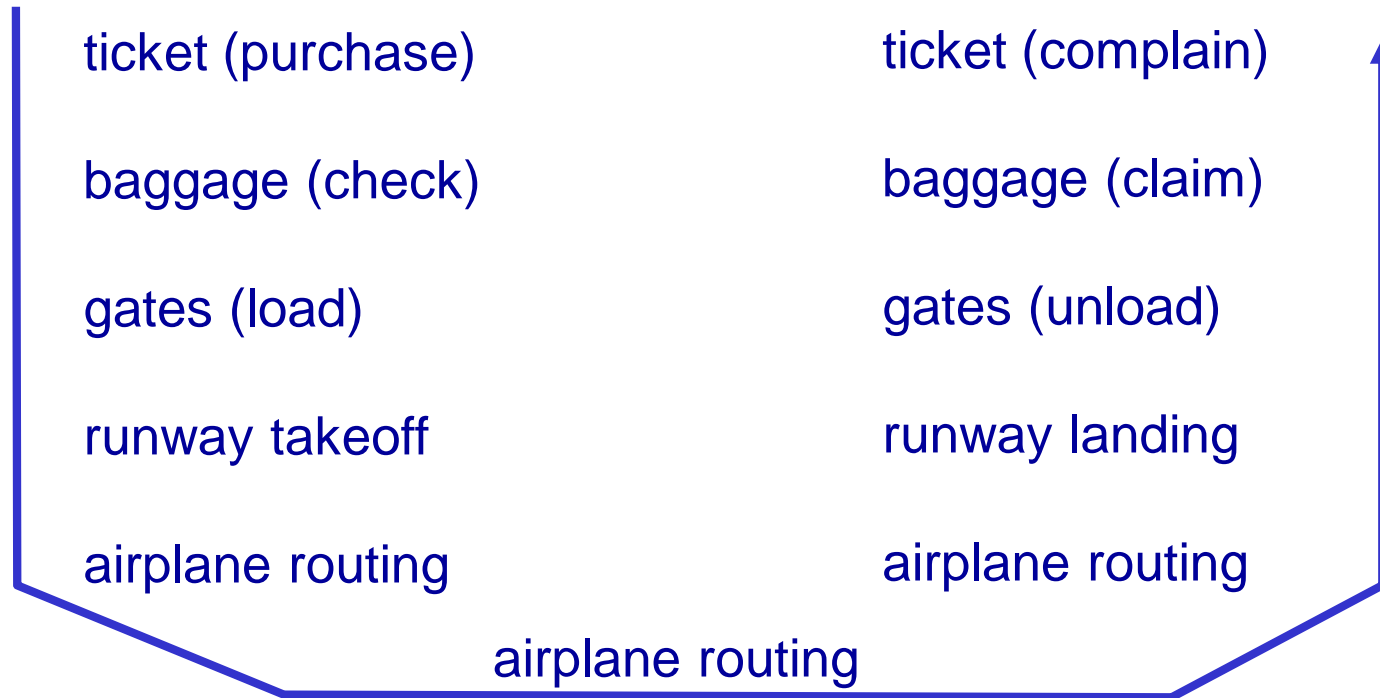 ticket (purchase)
baggage (check)
gates (load)
runway takeoff
airplane routing
ticket (complain)
baggage (claim)
gates (unload)
runway landing
airplane routing
airplane routing